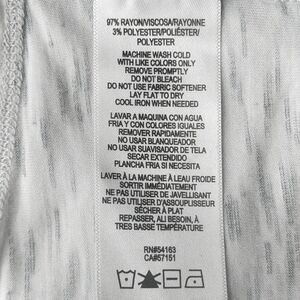 97% RAYON/VISCOSA/RAYONNE
3% POLYESTER/POLIÉSTER/
POLYESTER
MACHINE WASH COLD
WITH LIKE COLORS ONLY
REMOVE PROMPTLY
DO NOT BLEACH
DO NOT USE FABRIC SOFTENER
LAY FLAT TO DRY
COOL IRON WHEN NEEDED
LAVAR A MAQUINA CON AGUA
FRIA Y CON COLORES IGUALES
REMOVER RAPIDAMENTE
NO USAR BLANQUEADOR
NO USAR SUAVISADOR DE TELA
SECAR EXTENDIDO
PLANCHA FRIA SI NECESITA
LAVER À LA MACHINE À L'EAU FROIDE
SORTIR IMMÉDIATEMENT
NE PAS UTILISER DE JAVELLISANT
NE PAS UTILISER D'ASSOUPLISSEUR
SÉCHER À PLAT
REPASSER, ALI BESOIN, À
TRES BASSE TEMPÉRATURE
RN#54163
CA#57151